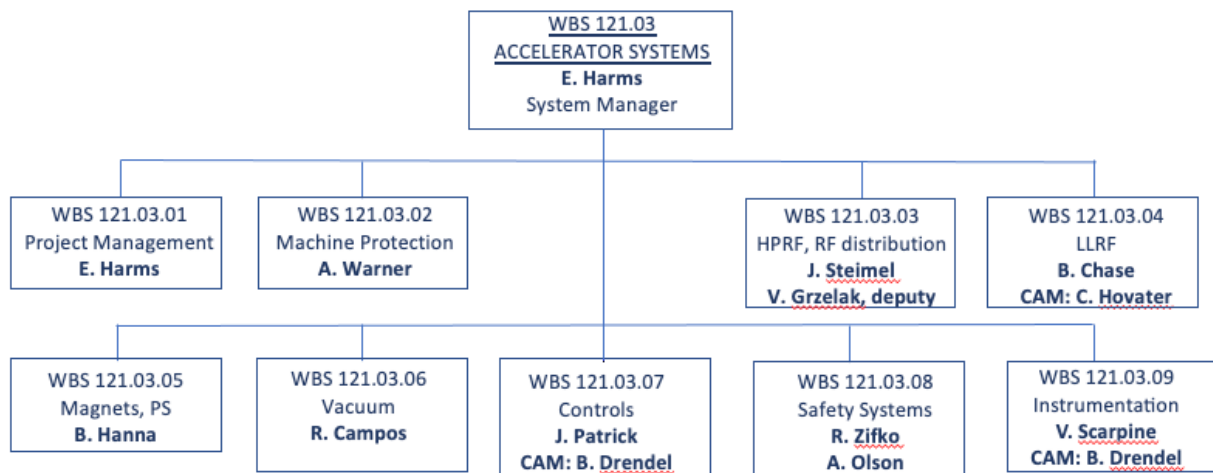 WBS 121.03
ACCELERATOR SYSTEMS
E. Harms
System Manager
WBS 121.03.01
Project Management
E. Harms
WBS 121.03.02
Machine Protection
A. Warner
WBS 121.03.03
HPRF, RF distribution
J. Steimel
V. Grzelak, deputy
WBS 121.03.04
LLRF
B. Chase
CAM: C. Hovater
WBS 121.03.05
Magnets, PS
B. Hanna
WBS 121.03.06
Vacuum
R. Campos
WBS 121.03.07
Controls
J. Patrick
CAM: B. Drendel
WBS 121.03.08
Safety Systems
R. Zifko
A. Olson
WBS 121.03.09
Instrumentation
V. Scarpine
CAM: B. Drendel